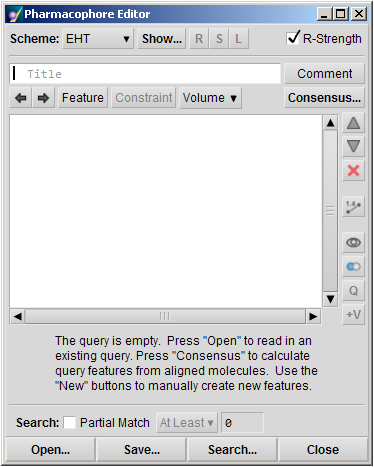 Pharmacophore Editor
Scheme: EHT Show... R S L R-Strength
Title Comment
Feature Constraint Volume Consensus...
1.4
Q
+V
The query is empty. Press "Open" to read in an
existing query. Press "Consensus" to calculate
query features from aligned molecules. Use the
"New" buttons to manually create new features.
Search: Partial Match At Least 0
Open... Save... Search... Close